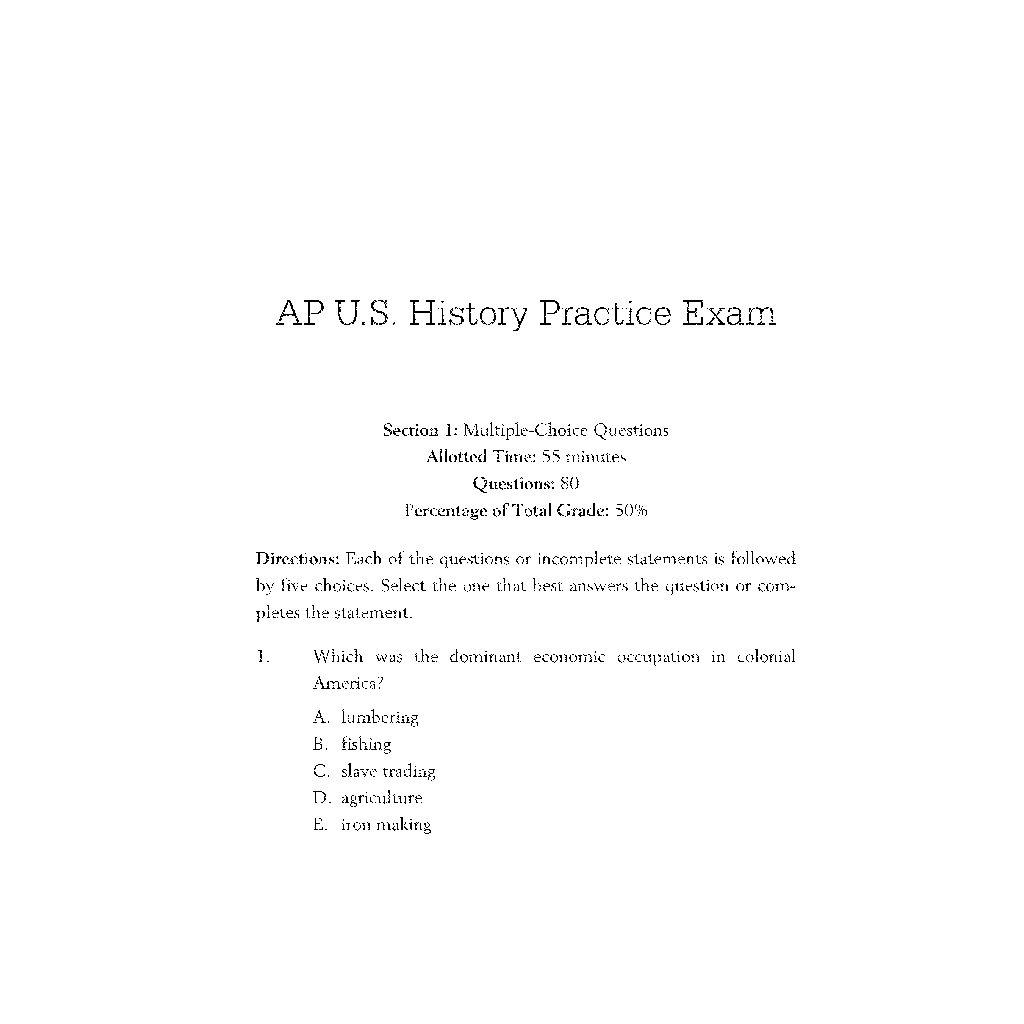 AP U.S. History Practice Exam
Section 1: Multiple-Choice Questions
Allotted Time: 55 minutes
Questions: 80
Percentage of Total Grade: 50%
Directions: Each of the questions or incomplete statements is followed
by five choices. Select the one that best answers the question or com-
pletes the statement.
1. Which was the dominant economic occupation in colonial
America?
A. lumbering
B. fishing
C. slave trading
D. agriculture
E. iron making